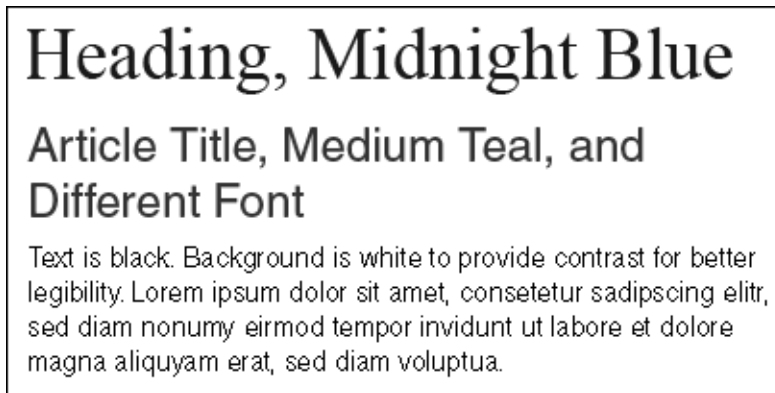 Heading, Midnight Blue
Article Title, Medium Teal, and
Different Font
Text is black. Background is white to provide contrast for better
legibility. Lorem ipsum dolor sit amet, consetetur sadipscing elitr,
sed diam nonumy eirmod tempor invidunt ut labore et dolore
magna aliquyam erat, sed diam voluptua.